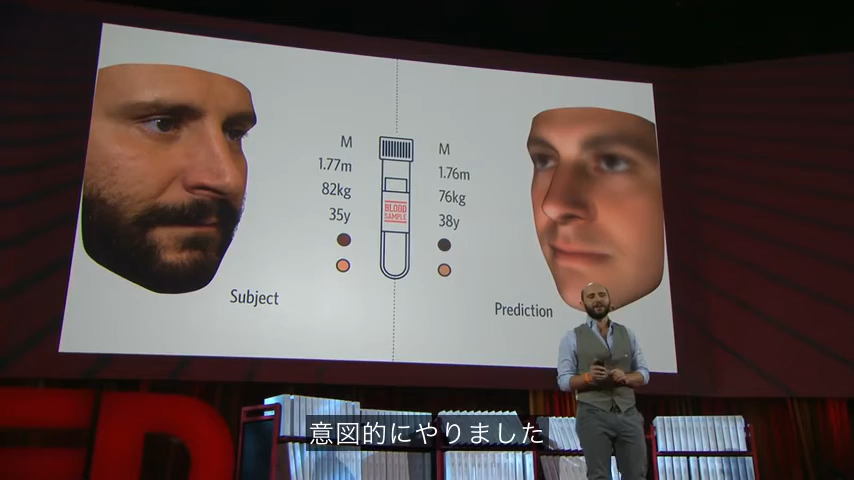 M
1.77m
82kg
35y
BLOOD
SAMPLE
M
1.76m
76kg
38y
Subject
Prediction
ED
意図的にやりました